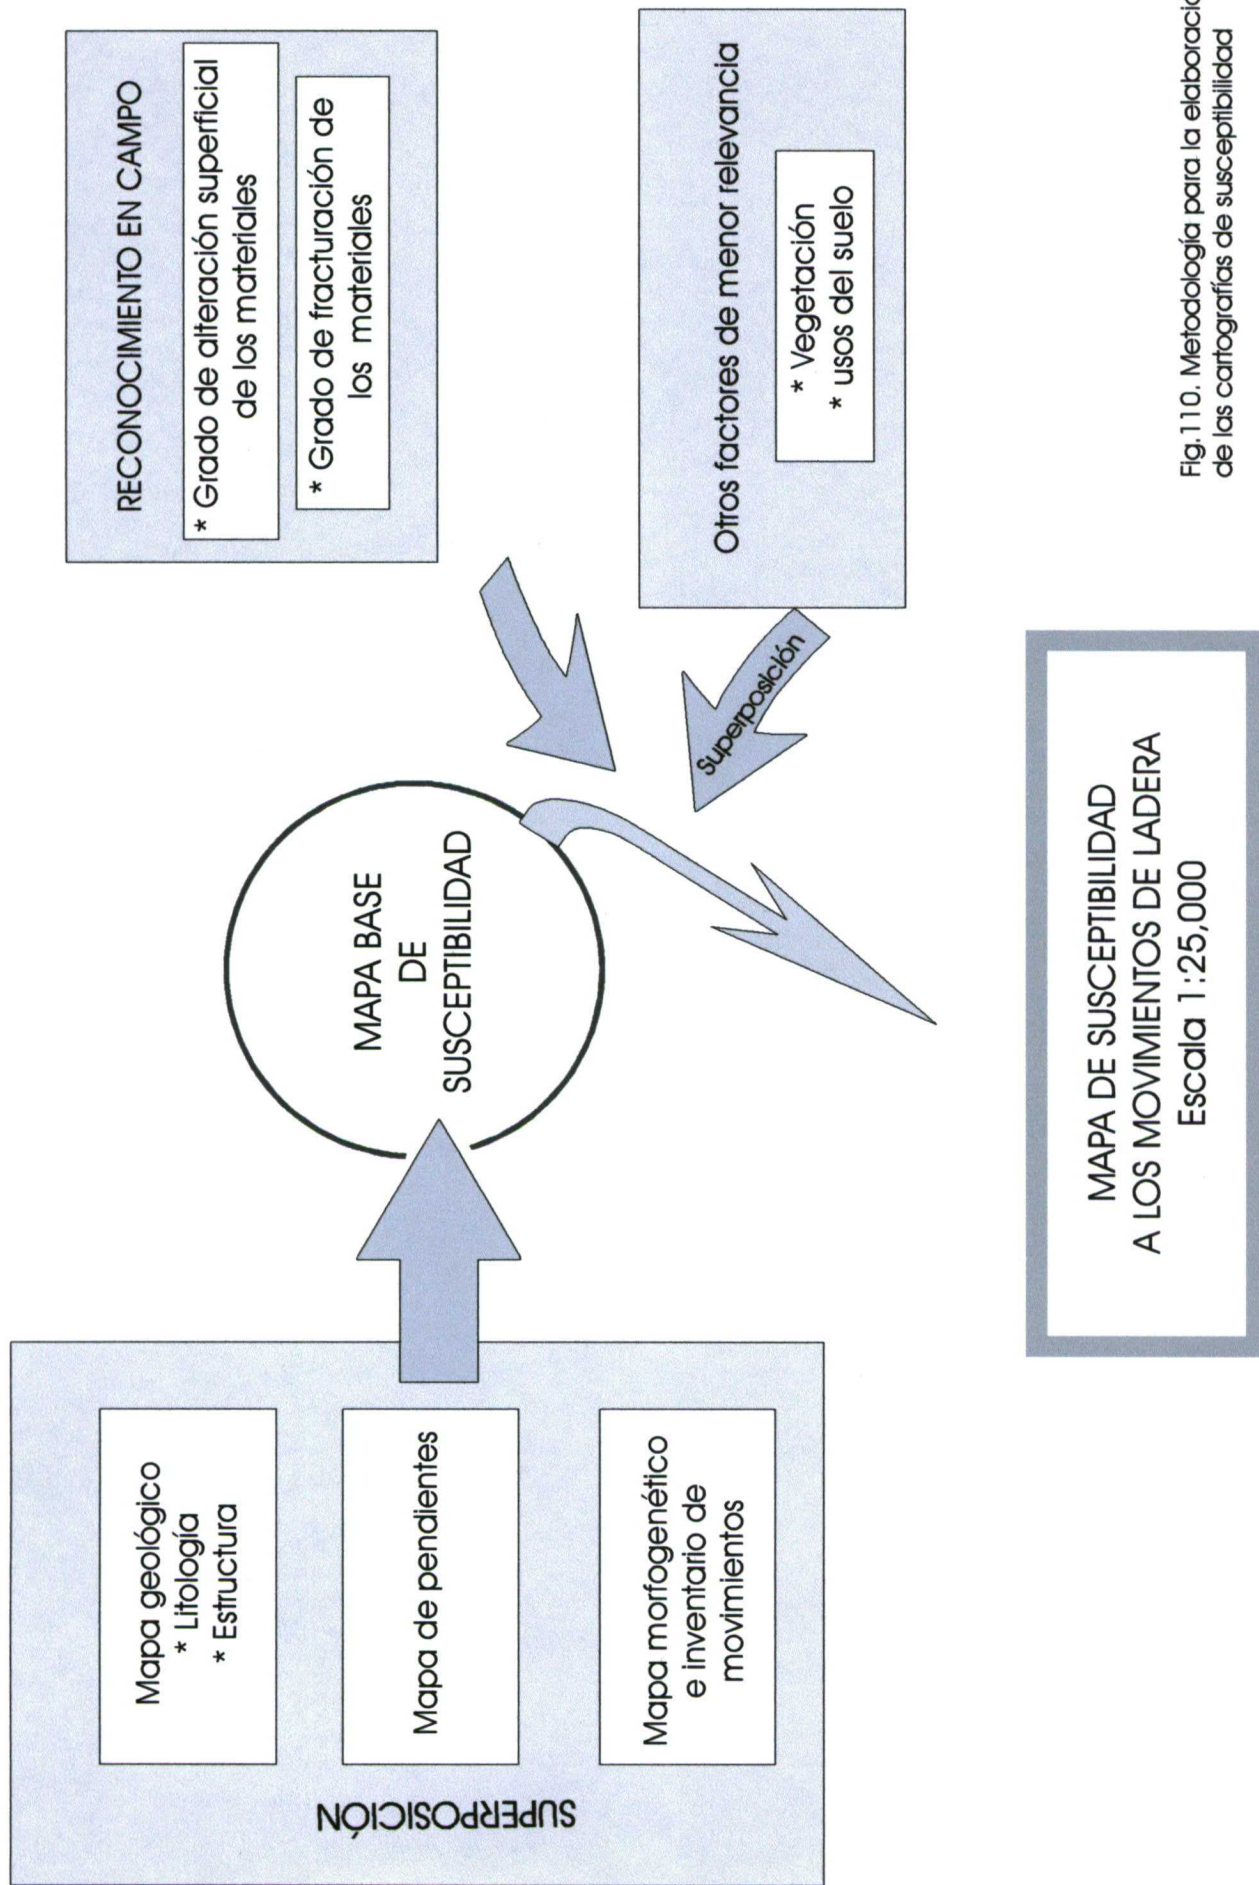 SUPERPOSICIÓN
Mapa geológico
* Litología
* Estructura
Mapa de pendientes
Mapa morfogenético
e inventario de
movimientos
MAPA BASE
DE
SUSCEPTIBILIDAD
RECONOCIMIENTO EN CAMPO
* Grado de alteración superficial
de los materiales
* Grado de fracturación de
los materiales
Otros factores de menor relevancia
* Vegetación
* usos del suelo
Superposición
MAPA DE SUSCEPTIBILIDAD
A LOS MOVIMIENTOS DE LADERA
Escala 1:25,000
Fig.110. Metodología para la elaboració
de las cartografías de susceptibilidad